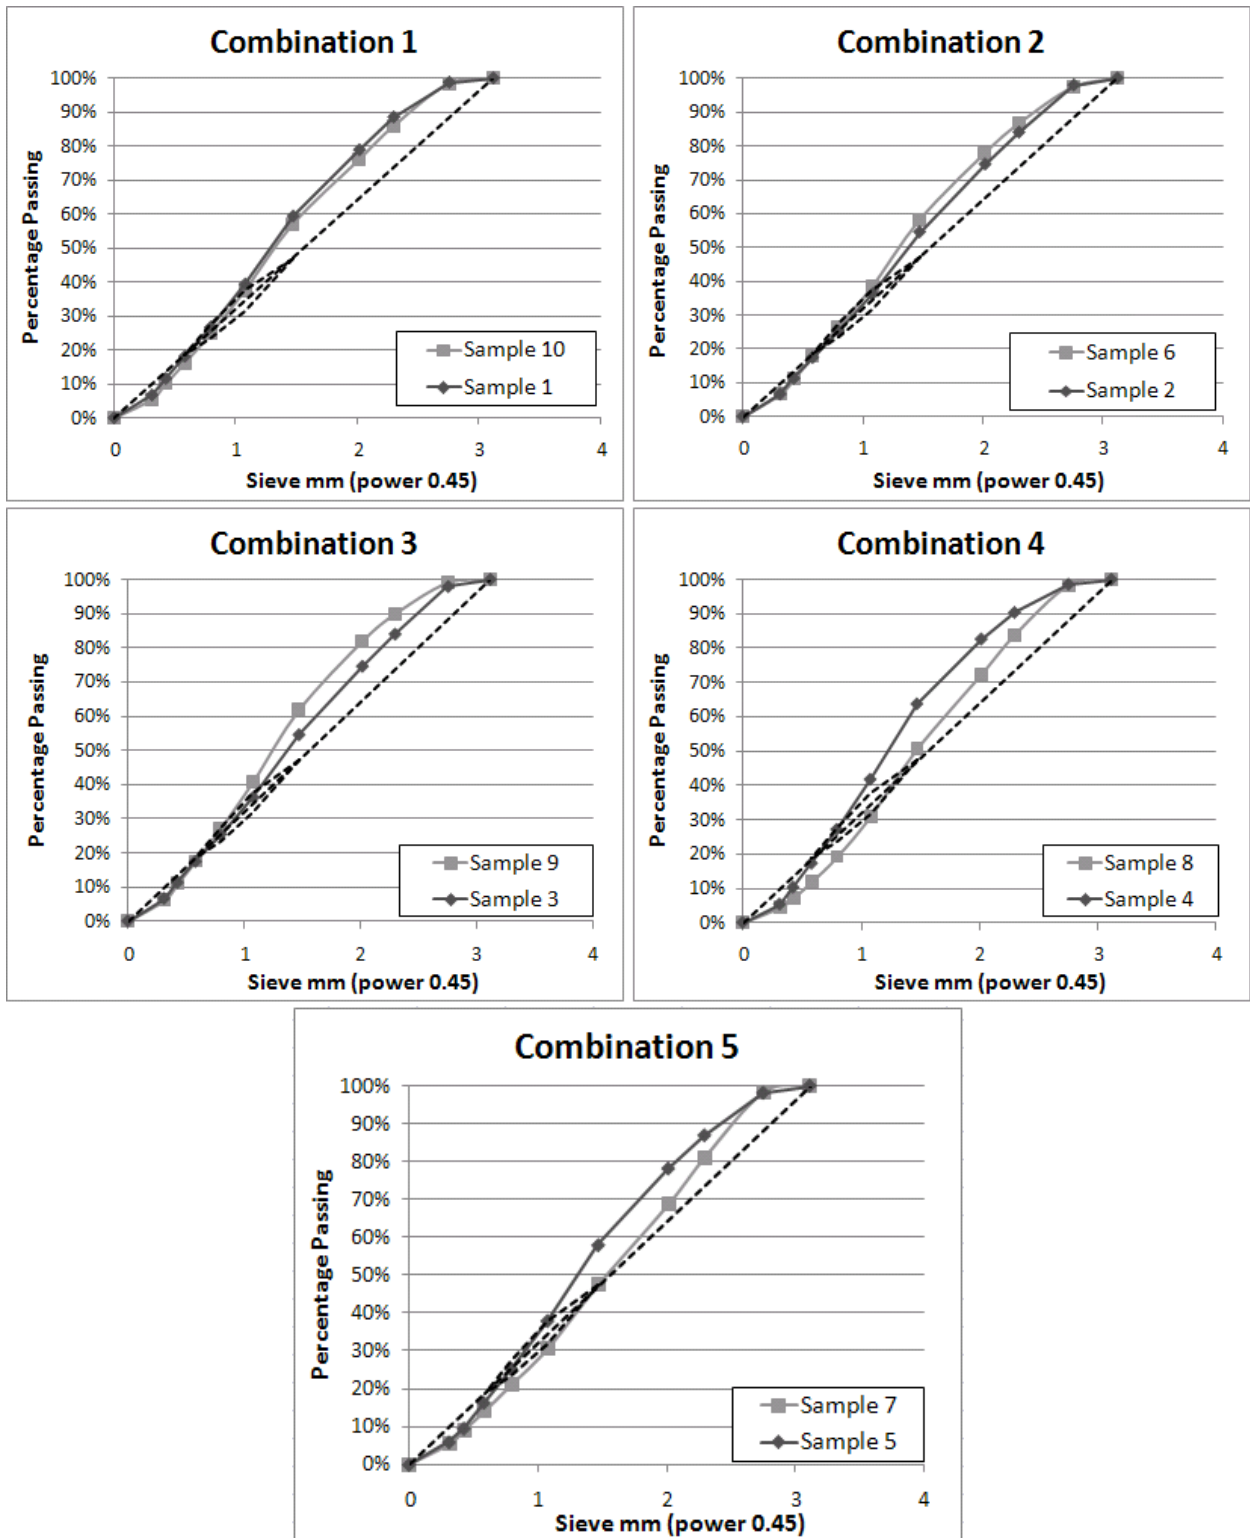 Combination 1
Percentage Passing
100%
90%
80%
70%
60%
50%
40%
30%
20%
10%
0%
Sample 10
Sample 1
0 1 2 3 4
Sieve mm (power 0.45)
Combination 2
Percentage Passing
100%
90%
80%
70%
60%
50%
40%
30%
20%
10%
0%
Sample 6
Sample 2
0 1 2 3 4
Sieve mm (power 0.45)
Combination 3
Percentage Passing
100%
90%
80%
70%
60%
50%
40%
30%
20%
10%
0%
Sample 9
Sample 3
0 1 2 3 4
Sieve mm (power 0.45)
Combination 4
Percentage Passing
100%
90%
80%
70%
60%
50%
40%
30%
20%
10%
0%
Sample 8
Sample 4
0 1 2 3 4
Sieve mm (power 0.45)
Combination 5
Percentage Passing
100%
90%
80%
70%
60%
50%
40%
30%
20%
10%
0%
Sample 7
Sample 5
0 1 2 3 4
Sieve mm (power 0.45)